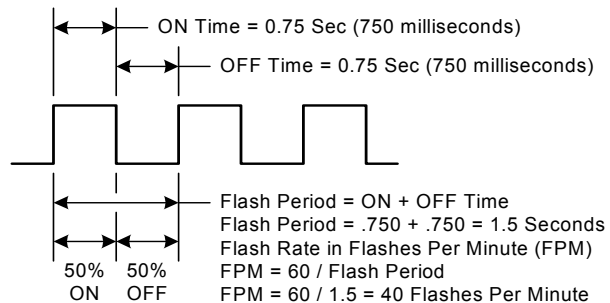 ON Time = 0.75 Sec (750 milliseconds)
OFF Time = 0.75 Sec (750 milliseconds)
Flash Period = ON + OFF Time
Flash Period = .750 + .750 = 1.5 Seconds
Flash Rate in Flashes Per Minute (FPM)
50% 50% FPM = 60 / Flash Period
ON OFF FPM = 60 / 1.5 = 40 Flashes Per Minute